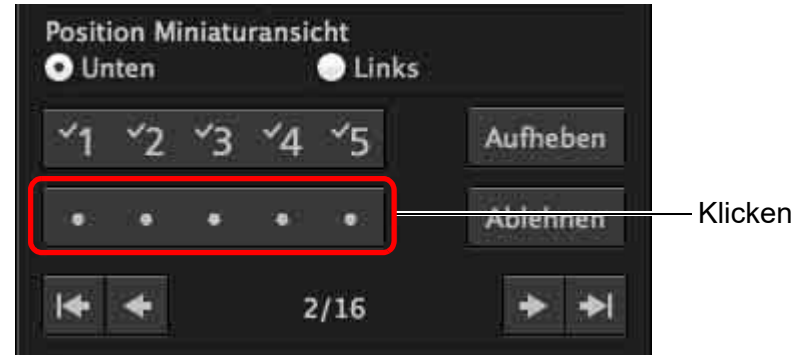 Position Miniaturansicht
Unten Links
✓1 ✓2 ✓3 ✓4 ✓5 Aufheben
Ablehnen Klicken
2/16